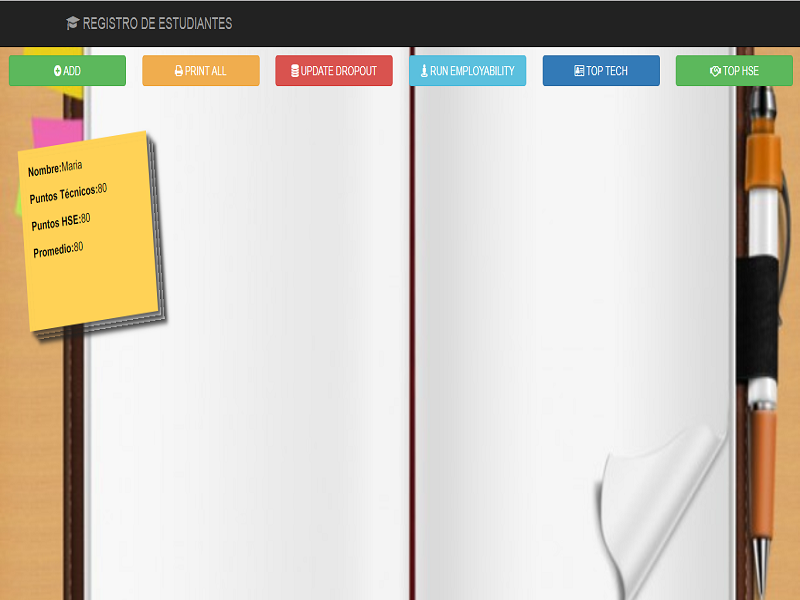 REGISTRO DE ESTUDIANTES
ADD
PRINT ALL
UPDATE DROPOUT
RUN EMPLOYABILITY
TOP TECH
TOP HSE
Nombre:Maria
Puntos Técnicos:80
Puntos HSE:80
Promedio:80